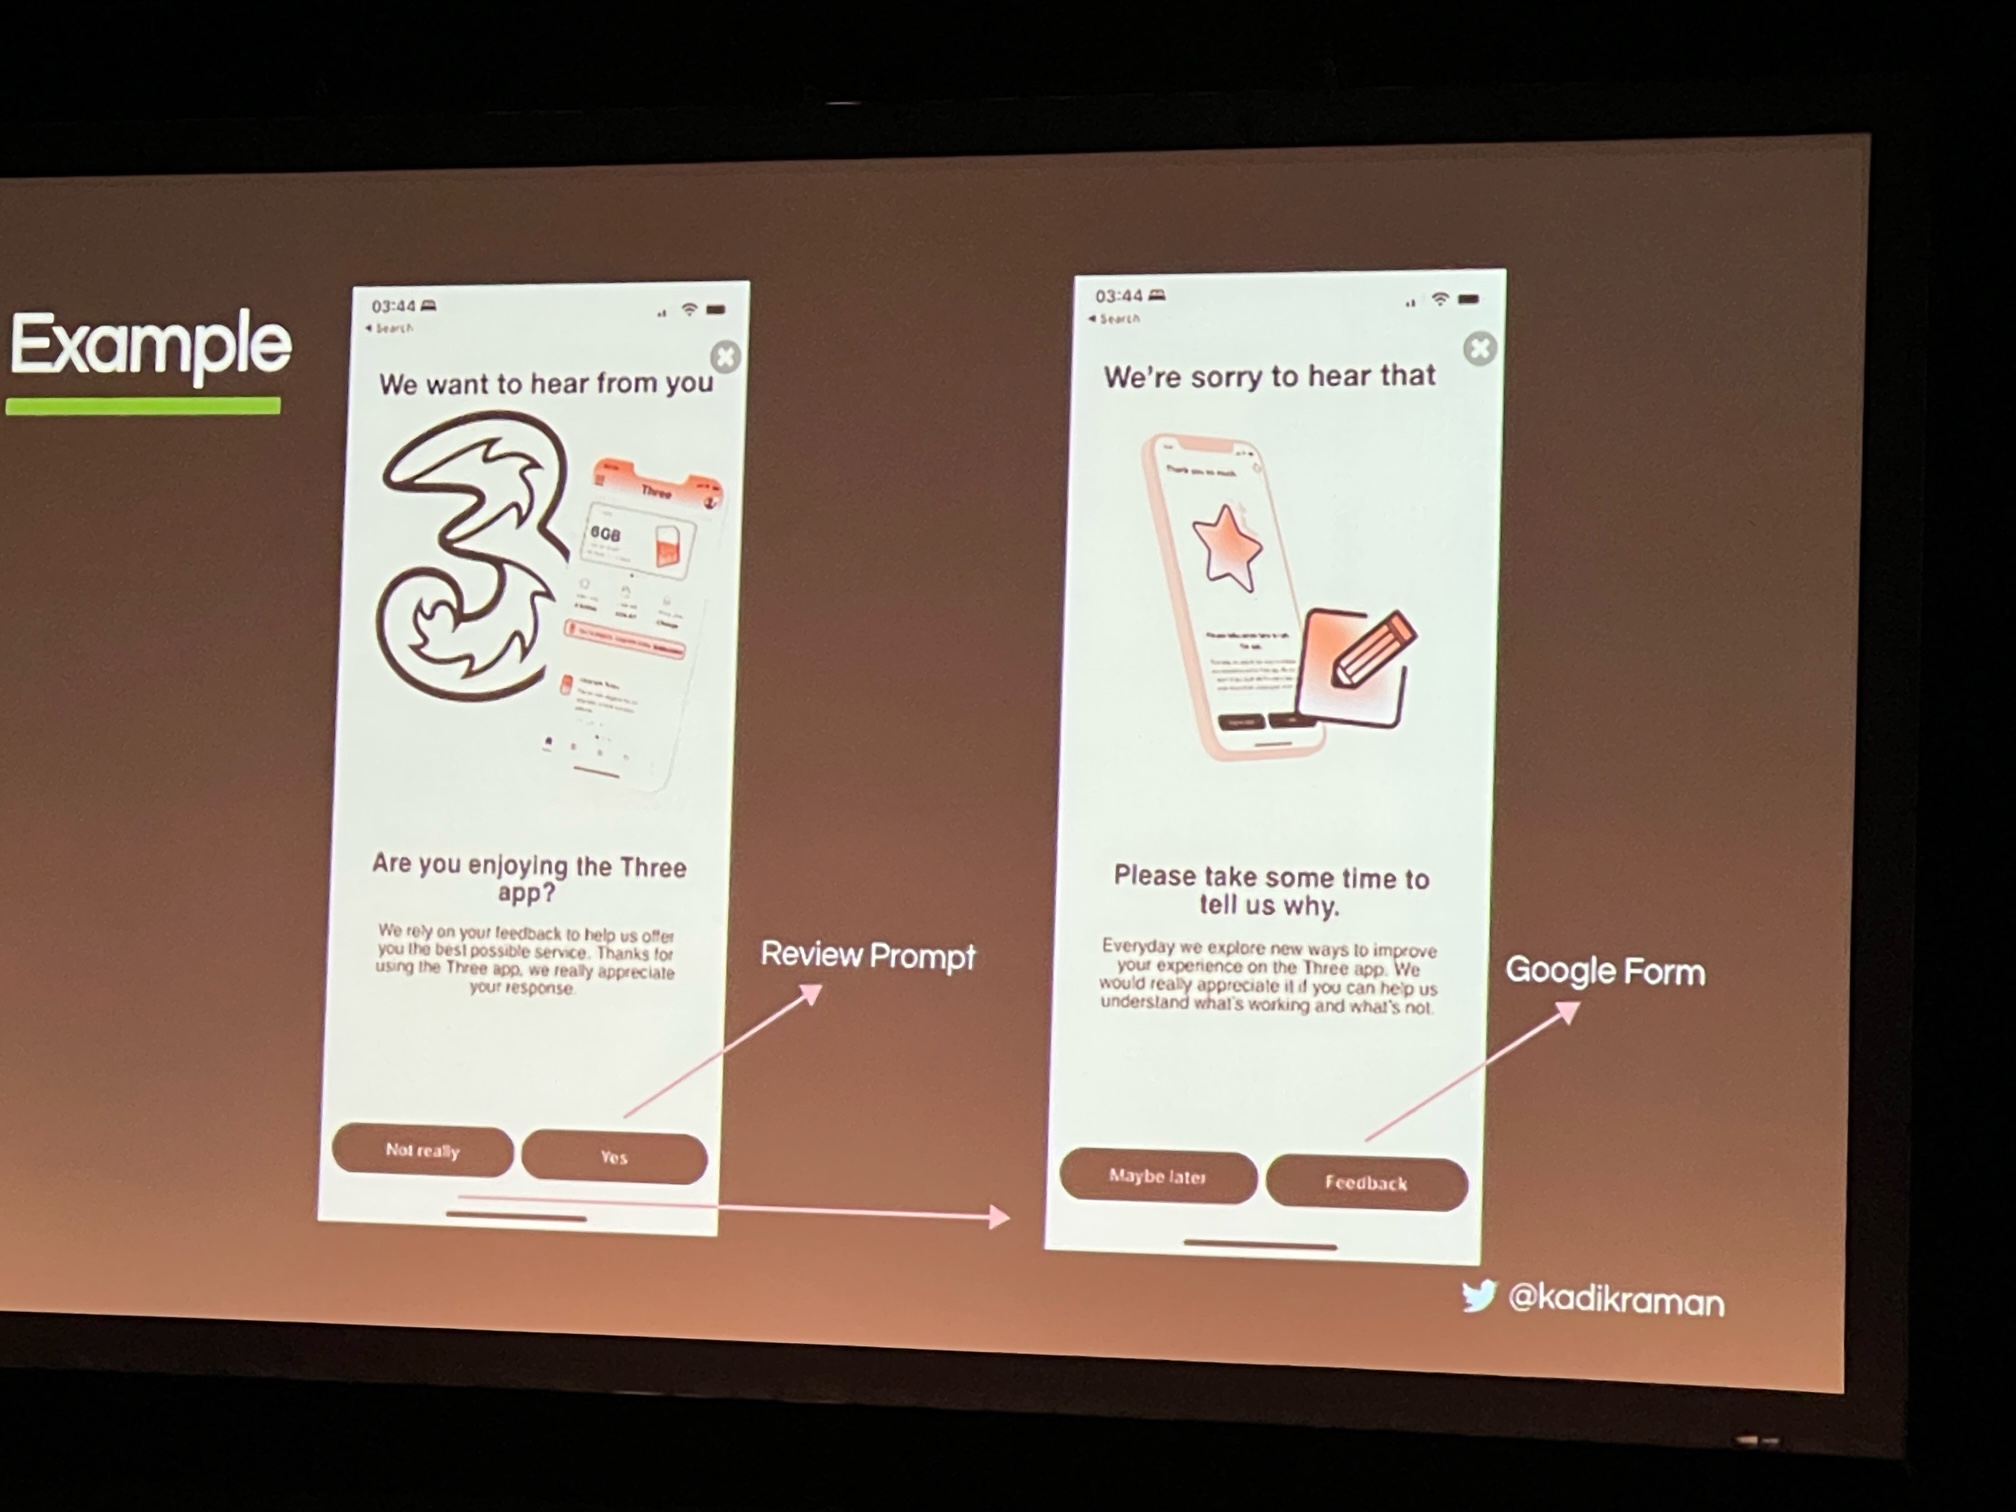 Example
03:44
Search
We want to hear from you
Three
6GB
Change
Are you enjoying the Three
app?
We rely on your feedback to help us offer
you the best possible service. Thanks for
using the Three app, we really appreciate
your response.
Not really
Yes
Review Prompt
03:44
Search
We're sorry to hear that
Thank you so much
Please take some time to
tell us why.
Everyday we explore new ways to improve
your experience on the Three app. We
would really appreciate it if you can help us
understand what's working and what's not.
Maybe later
Feedback
Google Form
@kadikraman